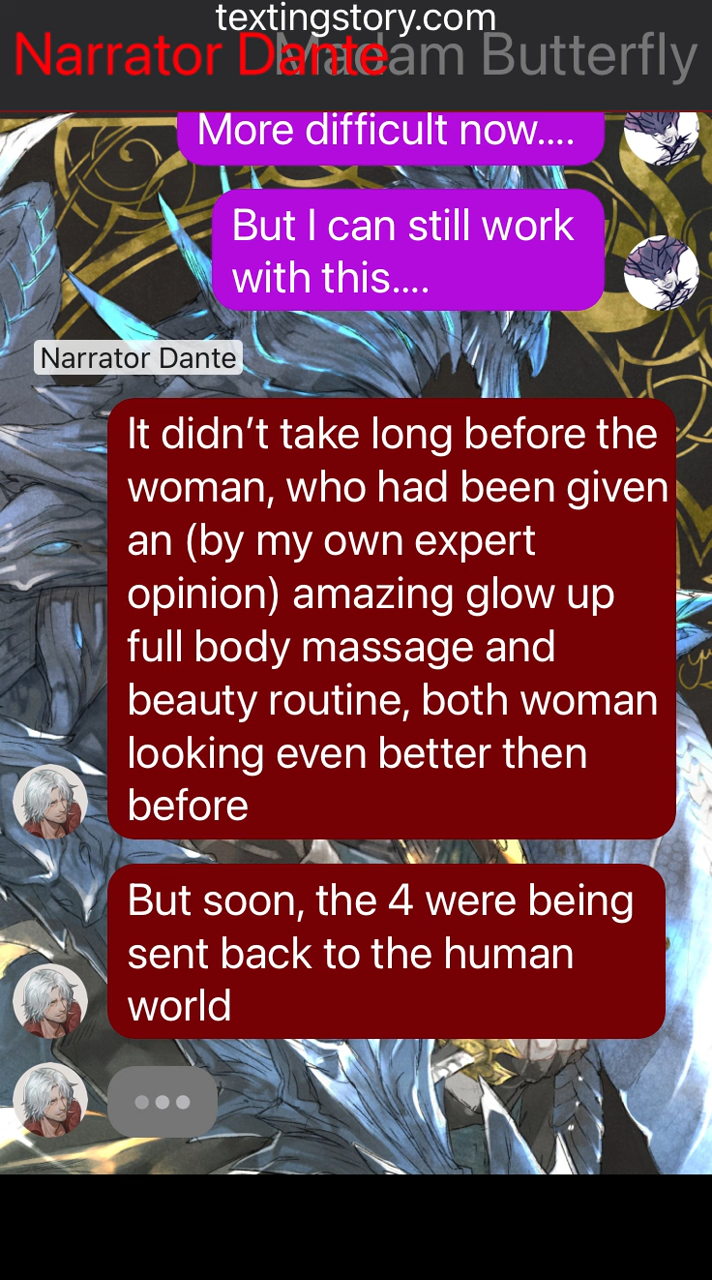 textingstory.com
Narrator Dante
Madam Butterfly
More difficult now....
But I can still work
with this....
Narrator Dante
It didn’t take long before the
woman, who had been given
an (by my own expert
opinion) amazing glow up
full body massage and
beauty routine, both woman
looking even better then
before
But soon, the 4 were being
sent back to the human
world